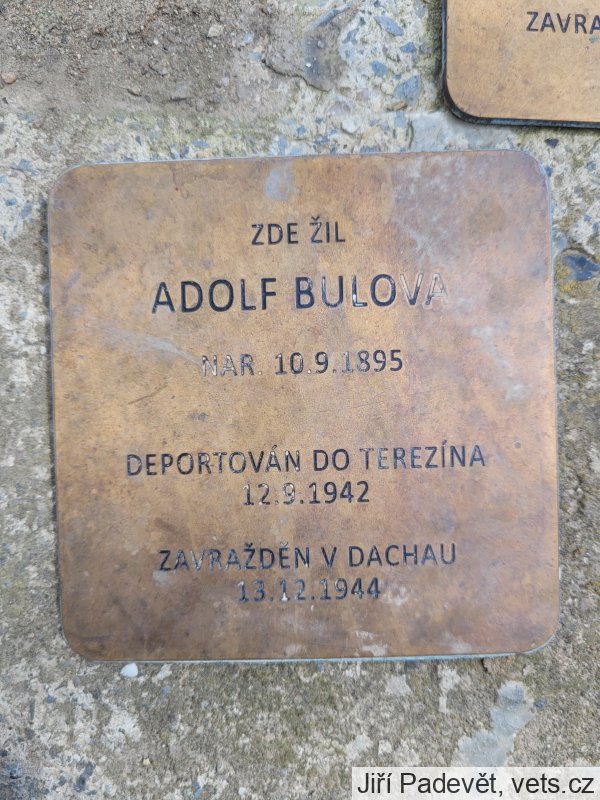 ZAVRA
ZDE ŽIL
ADOLF BULOVA
NAR. 10.9.1895
DEPORTOVÁN DO TEREZÍNA
12.9.1942
ZAVRAŽDĚN V DACHAU
13.12.1944
Jiří Padevět, vets.cz